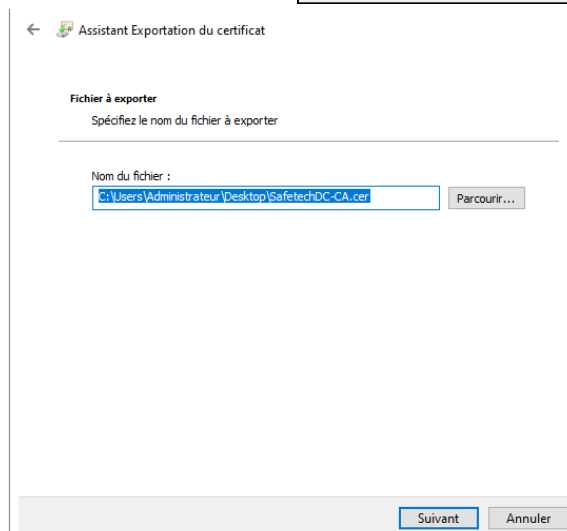 Assistant Exportation du certificat
Fichier à exporter
Spécifiez le nom du fichier à exporter
Nom du fichier :
C:\Users\Administrateur\Desktop\SafetechDC-CA.cer
Parcourir...
Suivant
Annuler